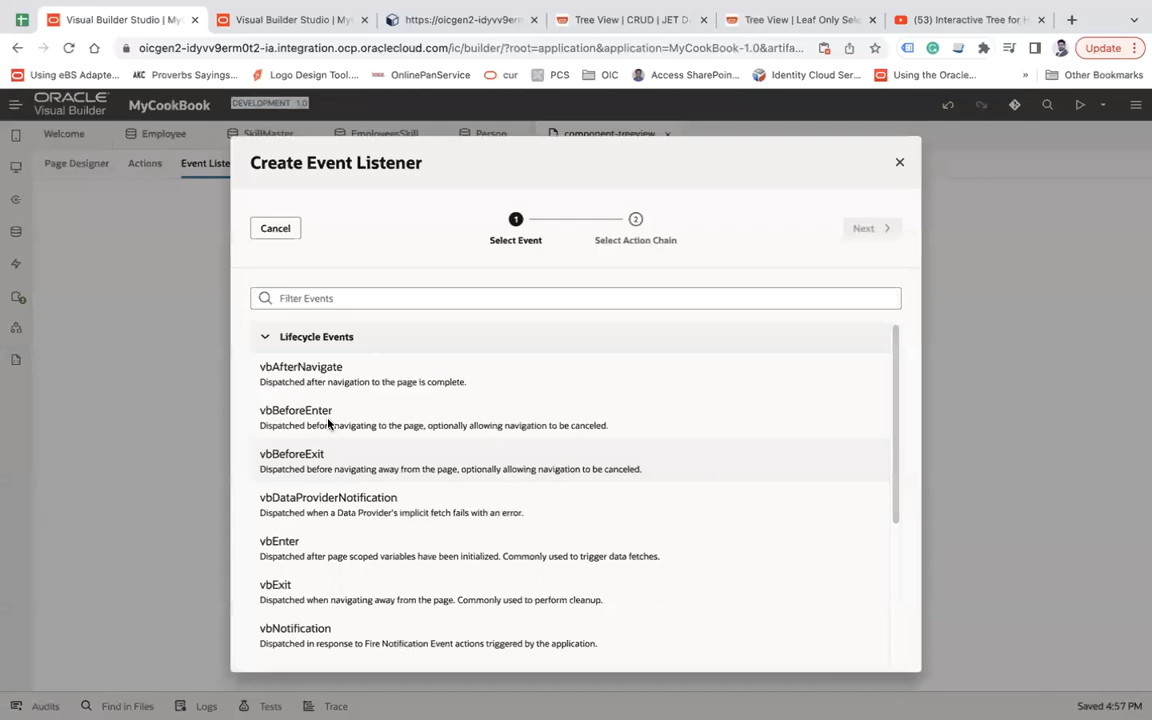 Visual Builder Studio | My
Visual Builder Studio | My
https://oicgen2-idyvv9erm
Tree View | CRUD | JET D
Tree View | Leaf Only Sele
(53) Interactive Tree for H
oicgen2-idyvv9erm0t2-ia.integration.ocp.oraclecloud.com/ic/builder/?root=application&application=MyCookBook-1.0&artifa...
Update
Using eBS Adapte...
AKC Proverbs Sayings...
Logo Design Tool....
OnlinePanService
cur
PCS
OIC
Access SharePoin...
Identity Cloud Ser...
Using the Oracle...
»
Other Bookmarks
ORACLE
Visual Builder
MyCookBook
DEVELOPMENT 1.0
Welcome
Employee
SkillMaster
EmployeesSkill
Person
component-treeview
Page Designer
Actions
Event Liste
Create Event Listener
Cancel
1
2
Next
Select Event
Select Action Chain
Filter Events
Lifecycle Events
vbAfterNavigate
Dispatched after navigation to the page is complete.
vbBeforeEnter
Dispatched before navigating to the page, optionally allowing navigation to be canceled.
vbBeforeExit
Dispatched before navigating away from the page, optionally allowing navigation to be canceled.
vbDataProviderNotification
Dispatched when a Data Provider's implicit fetch fails with an error.
vbEnter
Dispatched after page scoped variables have been initialized. Commonly used to trigger data fetches.
vbExit
Dispatched when navigating away from the page. Commonly used to perform cleanup.
vbNotification
Dispatched in response to Fire Notification Event actions triggered by the application.
Audits
Find in Files
Logs
Tests
Trace
Saved 4:57 PM